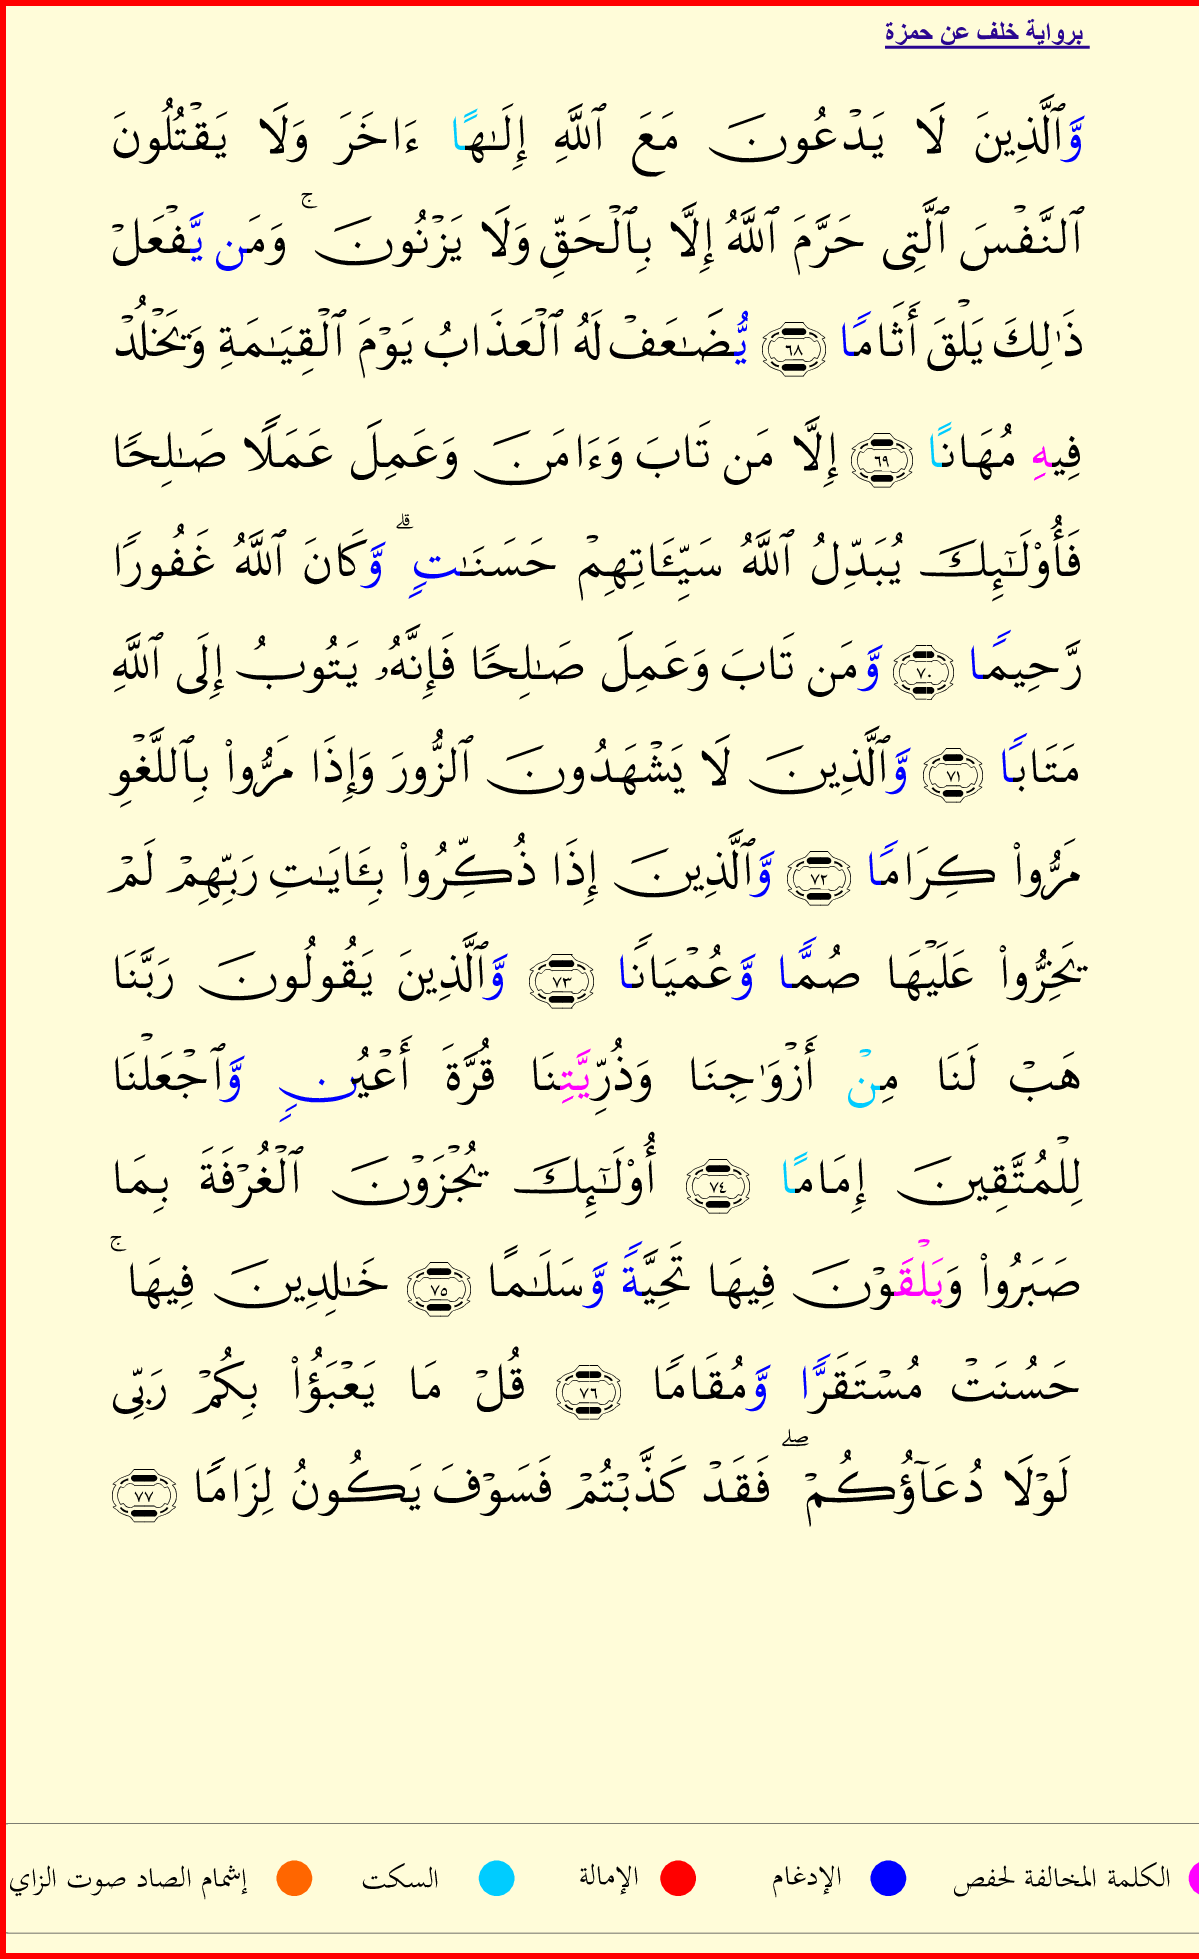 برواية خلف عن حمزة
وَّٱلَّذِينَ لَا يَدْعُونَ مَعَ ٱللَّهِ إِلَـٰهًا ءَاخَرَ وَلَا يَقْتُلُونَ
ٱلنَّفْسَ ٱلَّتِى حَرَّمَ ٱللَّهُ إِلَّا بِٱلْحَقِّ وَلَا يَزْنُونَ ۚ وَمَن يَّفْعَلْ
ذَٰلِكَ يَلْقَ أَثَامًا ٦٨ يُّضَـٰعَفْ لَهُ ٱلْعَذَابُ يَوْمَ ٱلْقِيَـٰمَةِ وَيَخْلُدْ
فِيهِ مُهَانًا ٦٩ إِلَّا مَن تَابَ وَءَامَنَ وَعَمِلَ عَمَلًا صَـٰلِحًا
فَأُو۟لَـٰٓئِكَ يُبَدِّلُ ٱللَّهُ سَيِّـَٔاتِهِمْ حَسَنَـٰتٍ ۗ وَّكَانَ ٱللَّهُ غَفُورًا
رَّحِيمًا ٧٠ وَّمَن تَابَ وَعَمِلَ صَـٰلِحًا فَإِنَّهُۥ يَتُوبُ إِلَى ٱللَّهِ
مَتَابًا ٧١ وَّٱلَّذِينَ لَا يَشْهَدُونَ ٱلزُّورَ وَإِذَا مَرُّوا۟ بِٱللَّغْوِ
مَرُّوا۟ كِرَامًا ٧٢ وَّٱلَّذِينَ إِذَا ذُكِّرُوا۟ بِـَٔايَـٰتِ رَبِّهِمْ لَمْ
يَخِرُّوا۟ عَلَيْهَا صُمًّا وَّعُمْيَانًا ٧٣ وَّٱلَّذِينَ يَقُولُونَ رَبَّنَا
هَبْ لَنَا مِنْ أَزْوَٰجِنَا وَذُرِّيَّتِنَا قُرَّةَ أَعْيُنٍ وَّٱجْعَلْنَا
لِلْمُتَّقِينَ إِمَامًا ٧٤ أُو۟لَـٰٓئِكَ يُجْزَوْنَ ٱلْغُرْفَةَ بِمَا
صَبَرُوا۟ وَيَلْقَوْنَ فِيهَا تَحِيَّةً وَّسَلَـٰمًا ٧٥ خَـٰلِدِينَ فِيهَا ۚ
حَسُنَتْ مُسْتَقَرًّا وَّمُقَامًا ٧٦ قُلْ مَا يَعْبَؤُا۟ بِكُمْ رَبِّى
لَوْلَا دُعَآؤُكُمْ ۖ فَقَدْ كَذَّبْتُمْ فَسَوْفَ يَكُونُ لِزَامًا ٧٧
الكلمة المخالفة لحفص الإدغام الإمالة السكت إشمام الصاد صوت الزاي